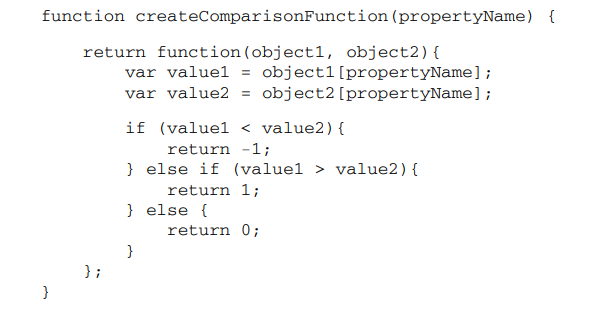 function createComparisonFunction(propertyName) {
    return function(object1, object2){
        var value1 = object1[propertyName];
        var value2 = object2[propertyName];
        if (value1 < value2){
            return -1;
        } else if (value1 > value2){
            return 1;
        } else {
            return 0;
        }
    };
}